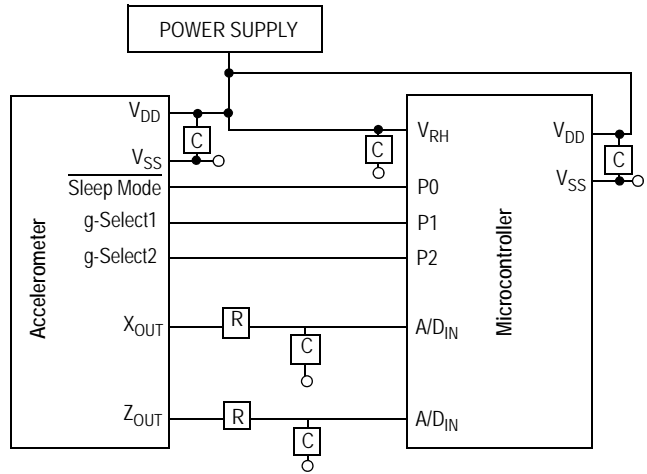 POWER SUPPLY
Accelerometer
V_DD
C
V_SS
Sleep Mode
g-Select1
g-Select2
X_OUT
R
C
Z_OUT
R
C
C
V_RH
P0
P1
P2
A/D_IN
A/D_IN
Microcontroller
V_DD
C
V_SS